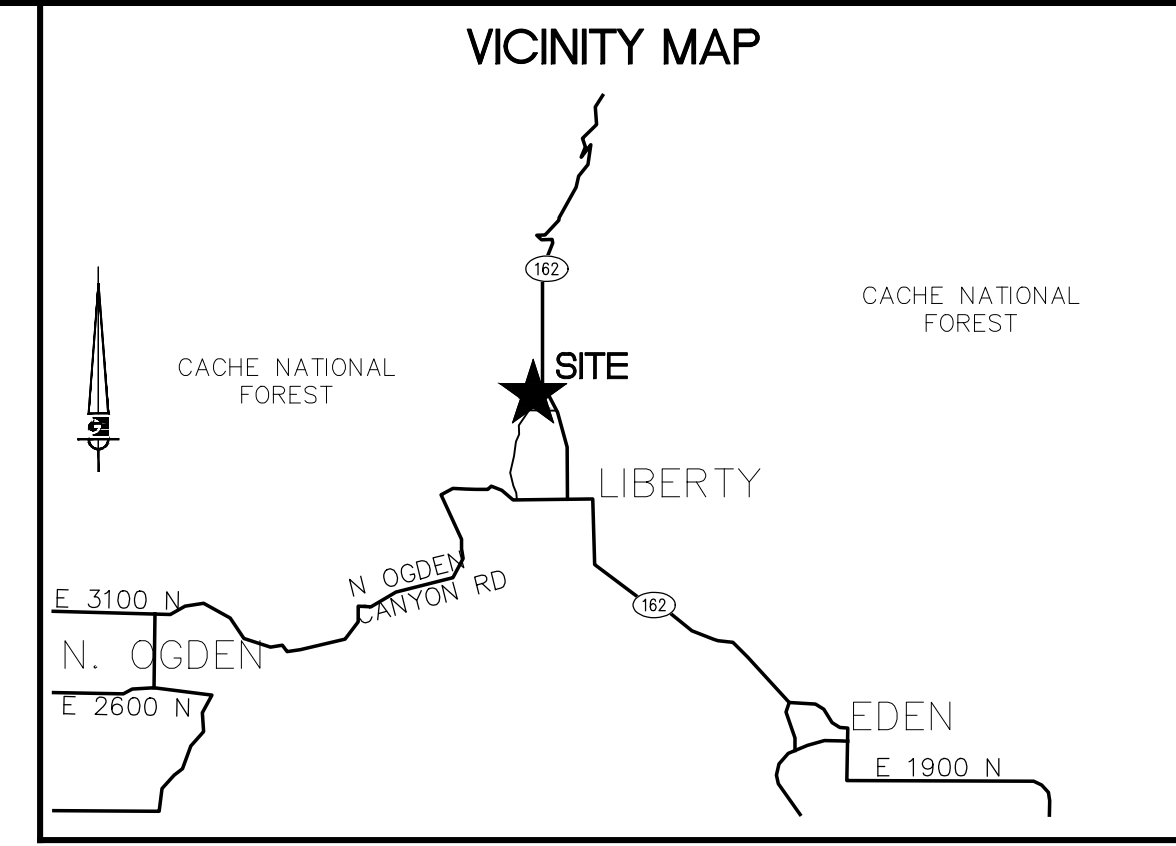 VICINITY MAP
162
CACHE NATIONAL
FOREST
CACHE NATIONAL
FOREST
SITE
LIBERTY
N OGDEN
CANYON RD
E 3100 N
162
N. OGDEN
E 2600 N
EDEN
E 1900 N